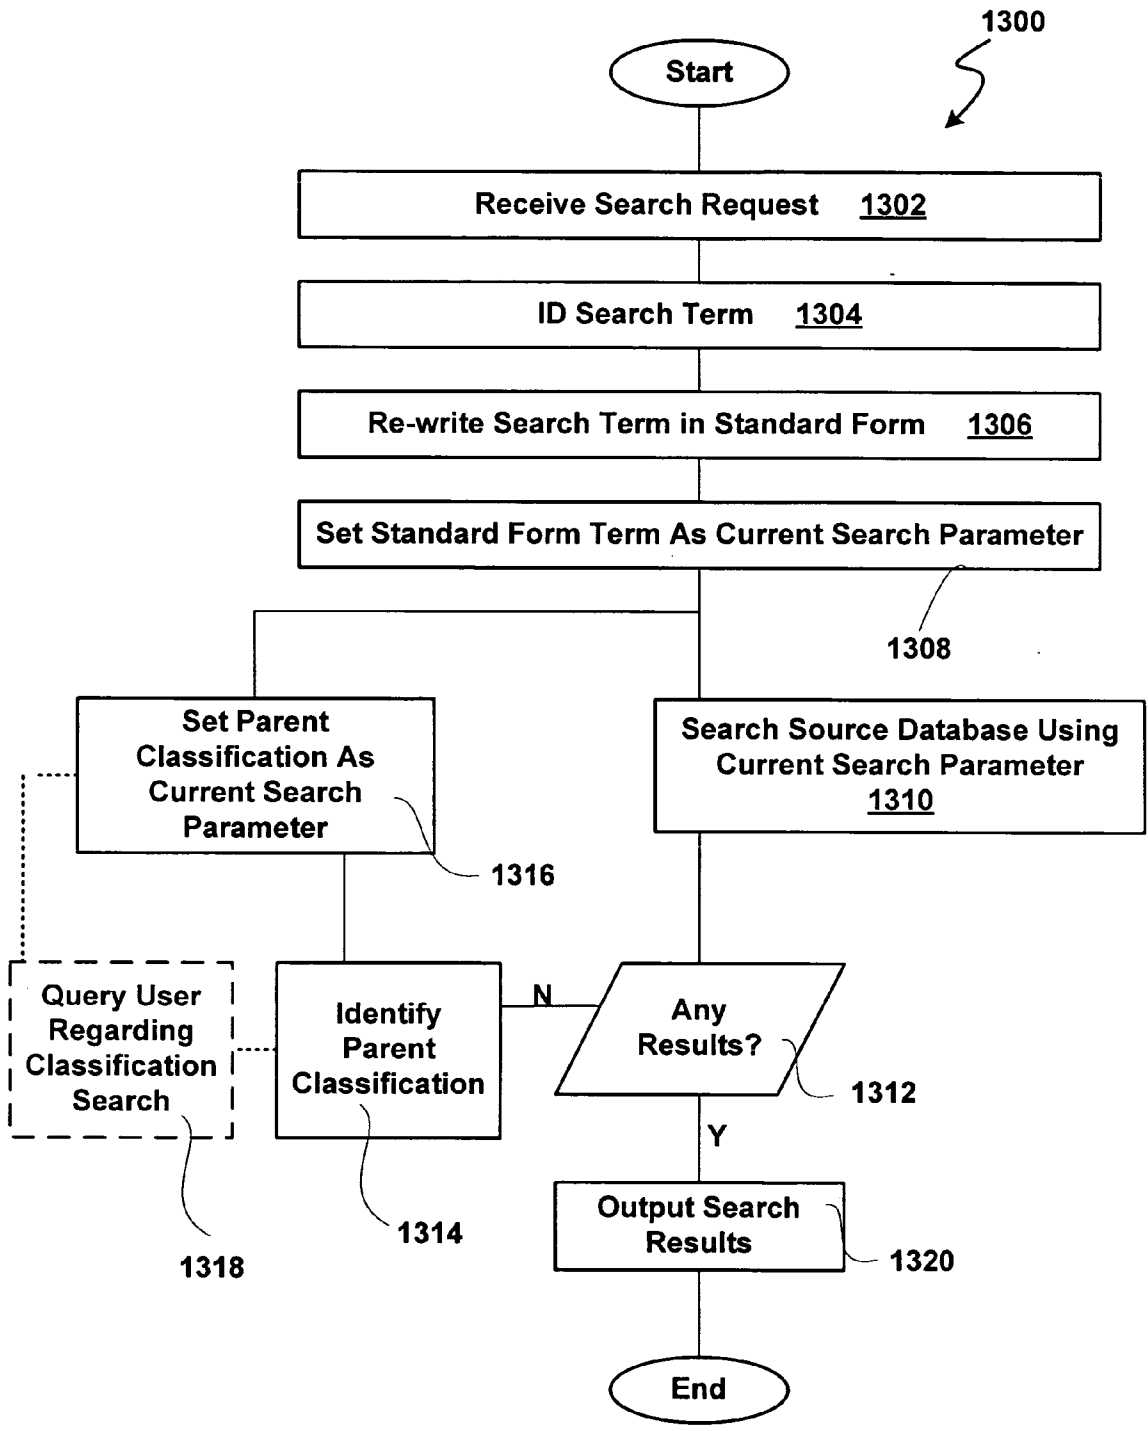 1300
Start
Receive Search Request 1302
ID Search Term 1304
Re-write Search Term in Standard Form 1306
Set Standard Form Term As Current Search Parameter
1308
Set Parent
Classification As
Current Search
Parameter
1316
Search Source Database Using
Current Search Parameter
1310
Query User
Regarding
Classification
Search
1318
Identify
Parent
Classification
1314
N
Any
Results?
1312
Y
Output Search
Results
1320
End